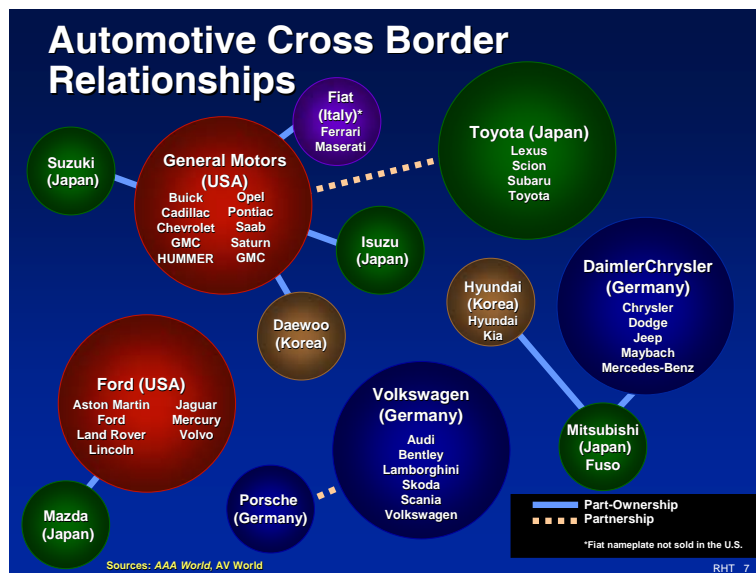 Automotive Cross Border
Relationships
Fiat
(Italy)*
Ferrari
Maserati
Toyota (Japan)
Lexus
Scion
Subaru
Toyota
Suzuki
(Japan)
General Motors
(USA)
Buick
Cadillac
Chevrolet
GMC
HUMMER
Opel
Pontiac
Saab
Saturn
GMC
Isuzu
(Japan)
Daewoo
(Korea)
Hyundai
(Korea)
Hyundai
Kia
DaimlerChrysler
(Germany)
Chrysler
Dodge
Jeep
Maybach
Mercedes-Benz
Ford (USA)
Aston Martin
Ford
Land Rover
Lincoln
Jaguar
Mercury
Volvo
Volkswagen
(Germany)
Audi
Bentley
Lamborghini
Skoda
Scania
Volkswagen
Mitsubishi
(Japan)
Fuso
Mazda
(Japan)
Porsche
(Germany)
Part-Ownership
Partnership
*Fiat nameplate not sold in the U.S.
Sources: AAA World, AV World
RHT 7